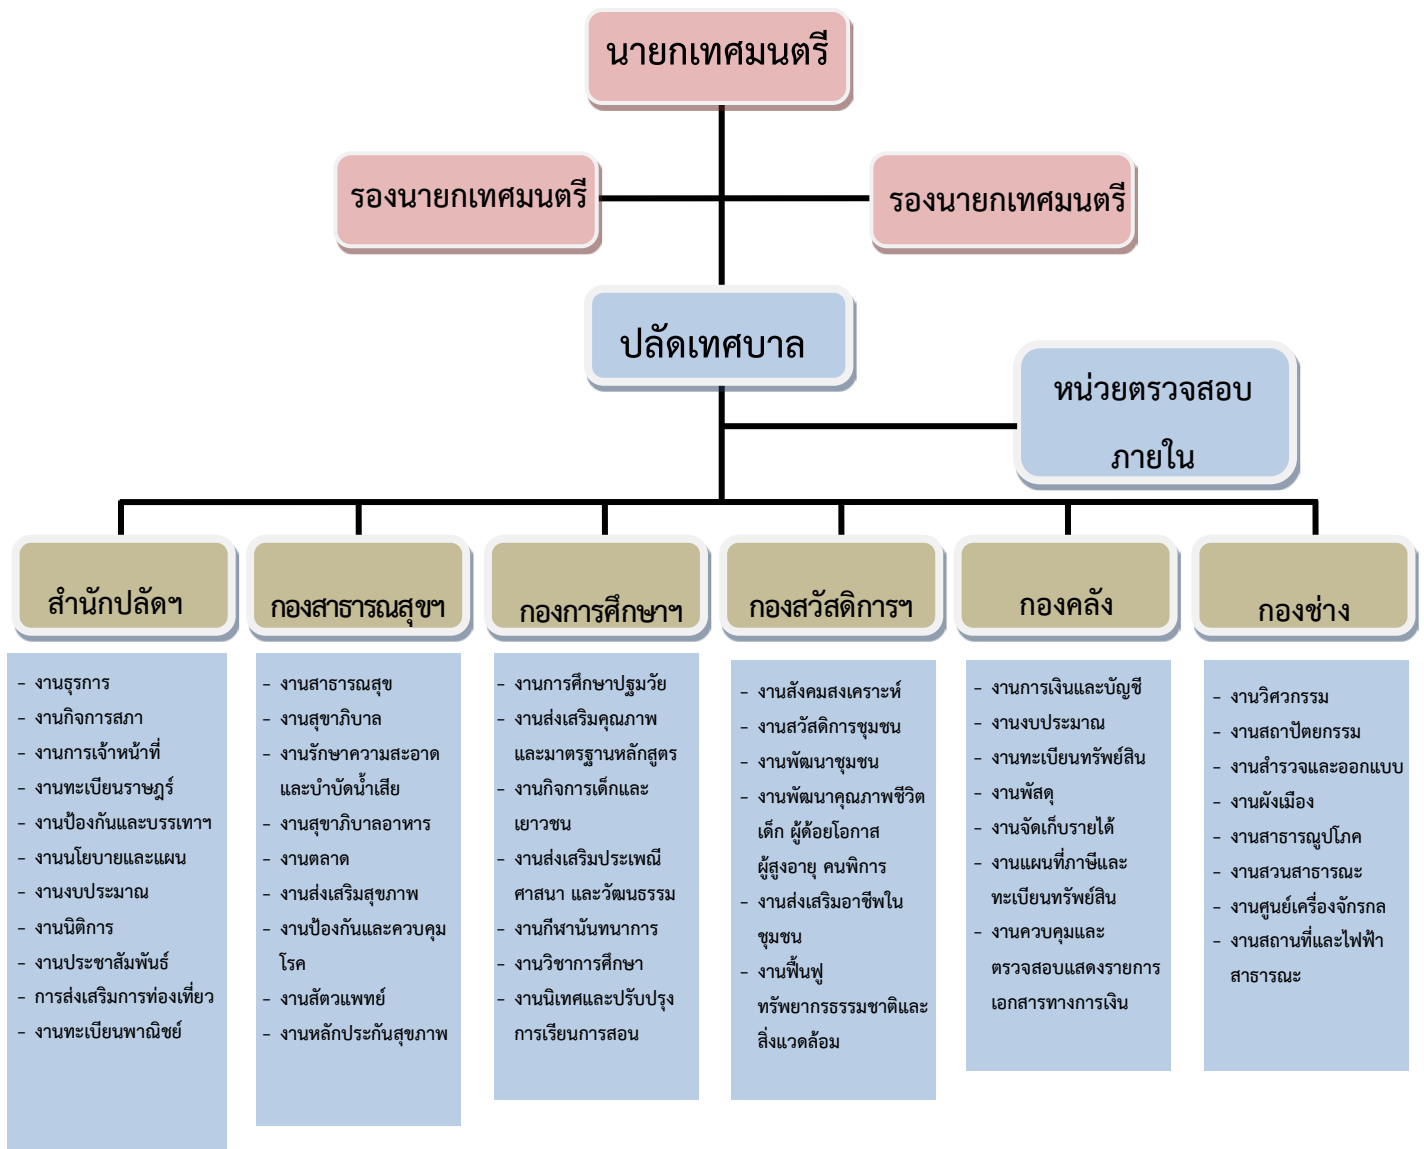 นายกเทศมนตรี
รองนายกเทศมนตรี
รองนายกเทศมนตรี
ปลัดเทศบาล
หน่วยตรวจสอบ
ภายใน
สำนักปลัดฯ
กองสาธารณสุขฯ
กองการศึกษาฯ
กองสวัสดิการฯ
กองคลัง
กองช่าง
- งานธุรการ
- งานกิจการสภา
- งานการเจ้าหน้าที่
- งานทะเบียนราษฎร์
- งานป้องกันและบรรเทาฯ
- งานนโยบายและแผน
- งานงบประมาณ
- งานนิติการ
- งานประชาสัมพันธ์
- การส่งเสริมการท่องเที่ยว
- งานทะเบียนพาณิชย์
- งานสาธารณสุข
- งานสุขาภิบาล
- งานรักษาความสะอาด
และบำบัดน้ำเสีย
- งานสุขาภิบาลอาหาร
- งานตลาด
- งานส่งเสริมสุขภาพ
- งานป้องกันและควบคุม
โรค
- งานสัตวแพทย์
- งานหลักประกันสุขภาพ
- งานการศึกษาปฐมวัย
- งานส่งเสริมคุณภาพ
และมาตรฐานหลักสูตร
- งานกิจการเด็กและ
เยาวชน
- งานส่งเสริมประเพณี
ศาสนา และวัฒนธรรม
- งานกีฬานันทนาการ
- งานวิชาการศึกษา
- งานนิเทศและปรับปรุง
การเรียนการสอน
- งานสังคมสงเคราะห์
- งานสวัสดิการชุมชน
- งานพัฒนาชุมชน
- งานพัฒนาคุณภาพชีวิต
เด็ก ผู้ด้อยโอกาส
ผู้สูงอายุ คนพิการ
- งานส่งเสริมอาชีพใน
ชุมชน
- งานฟื้นฟู
ทรัพยากรธรรมชาติและ
สิ่งแวดล้อม
- งานการเงินและบัญชี
- งานงบประมาณ
- งานทะเบียนทรัพย์สิน
- งานพัสดุ
- งานจัดเก็บรายได้
- งานแผนที่ภาษีและ
ทะเบียนทรัพย์สิน
- งานควบคุมและ
ตรวจสอบแสดงรายการ
เอกสารทางการเงิน
- งานวิศวกรรม
- งานสถาปัตยกรรม
- งานสำรวจและออกแบบ
- งานผังเมือง
- งานสาธารณูปโภค
- งานสวนสาธารณะ
- งานศูนย์เครื่องจักรกล
- งานสถานที่และไฟฟ้า
สาธารณะ